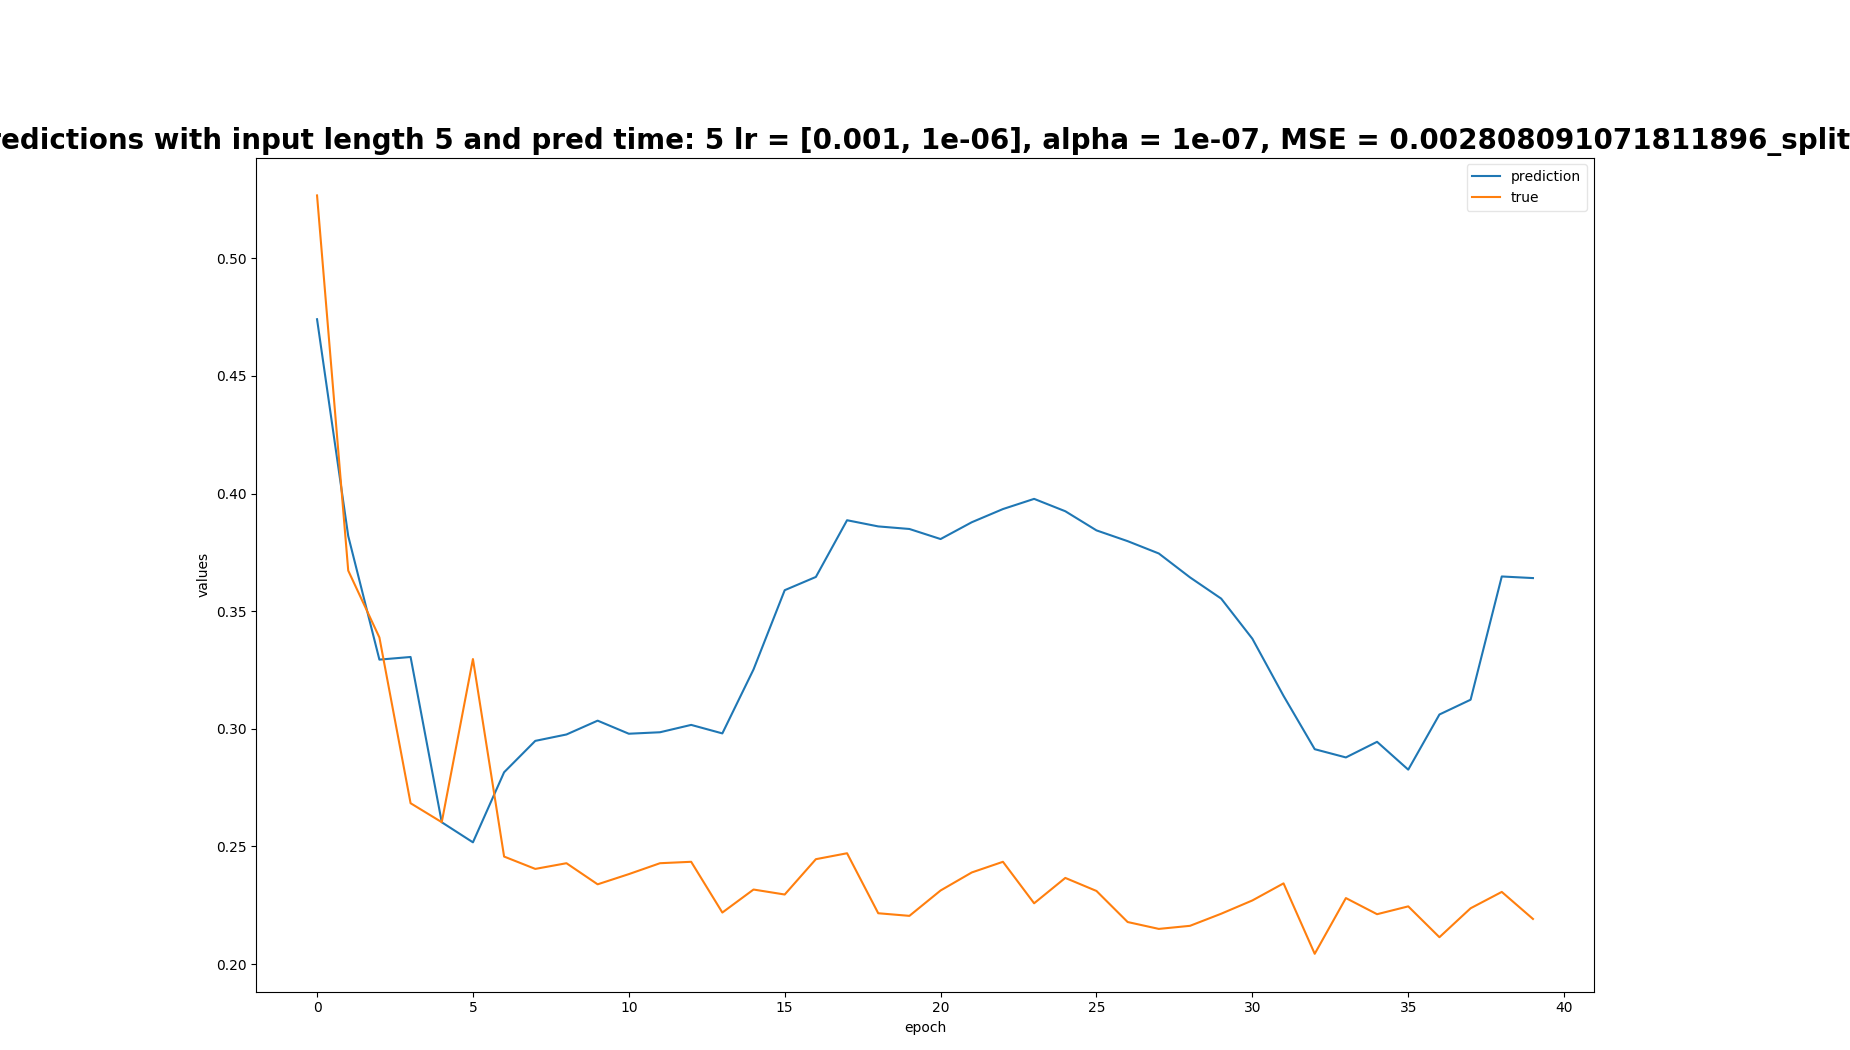 redictions with input length 5 and pred time: 5 lr = [0.001, 1e-06], alpha = 1e-07, MSE = 0.002808091071811896_split
prediction
true
0.50
0.45
0.40
0.35
0.30
0.25
0.20
values
0 5 10 15 20 25 30 35 40
epoch